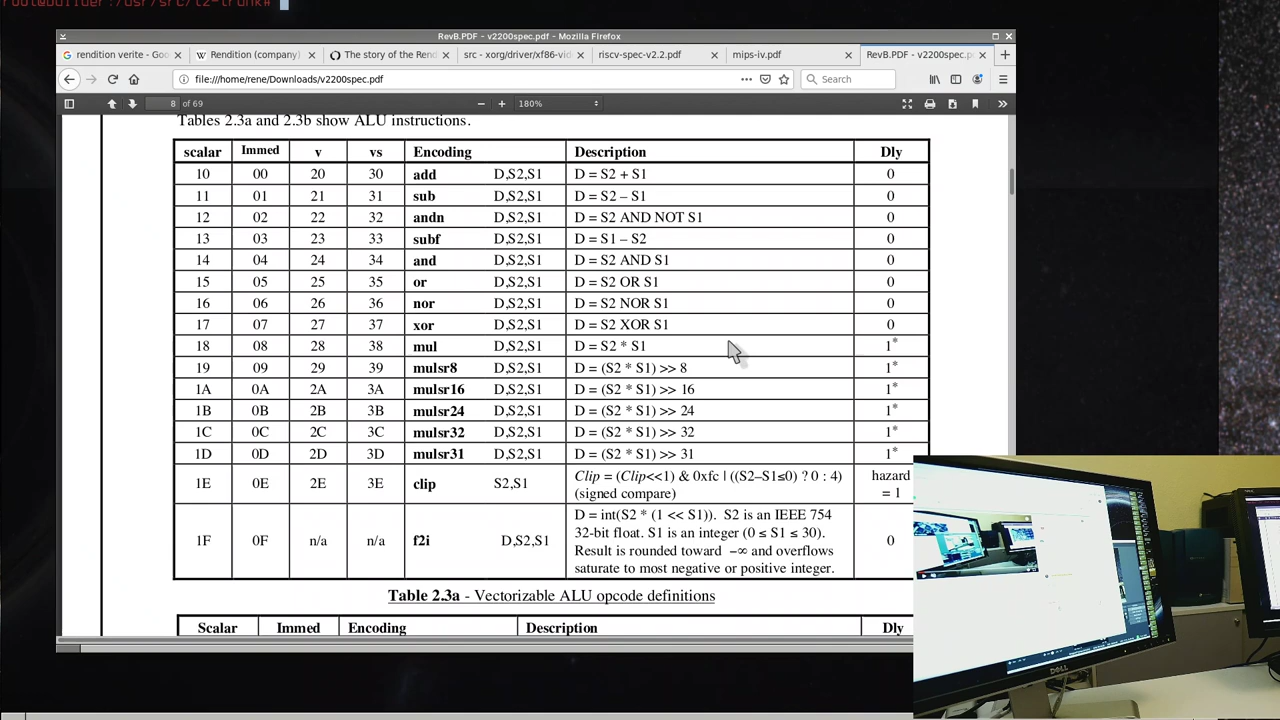 root@builder:/usr/src/t2-trunk#
RevB.PDF - v2200spec.pdf - Mozilla Firefox
rendition verite - Goo
Rendition (company)
The story of the Rend
src - xorg/driver/xf86-vid
riscv-spec-v2.2.pdf
mips-iv.pdf
RevB.PDF - v2200spec.pd
file:///home/rene/Downloads/v2200spec.pdf
Search
8 of 69
180%
Tables 2.3a and 2.3b show ALU instructions.
scalar Immed v vs Encoding Description Dly
10 00 20 30 add D,S2,S1 D = S2 + S1 0
11 01 21 31 sub D,S2,S1 D = S2 – S1 0
12 02 22 32 andn D,S2,S1 D = S2 AND NOT S1 0
13 03 23 33 subf D,S2,S1 D = S1 – S2 0
14 04 24 34 and D,S2,S1 D = S2 AND S1 0
15 05 25 35 or D,S2,S1 D = S2 OR S1 0
16 06 26 36 nor D,S2,S1 D = S2 NOR S1 0
17 07 27 37 xor D,S2,S1 D = S2 XOR S1 0
18 08 28 38 mul D,S2,S1 D = S2 * S1 1*
19 09 29 39 mulsr8 D,S2,S1 D = (S2 * S1) >> 8 1*
1A 0A 2A 3A mulsr16 D,S2,S1 D = (S2 * S1) >> 16 1*
1B 0B 2B 3B mulsr24 D,S2,S1 D = (S2 * S1) >> 24 1*
1C 0C 2C 3C mulsr32 D,S2,S1 D = (S2 * S1) >> 32 1*
1D 0D 2D 3D mulsr31 D,S2,S1 D = (S2 * S1) >> 31 1*
1E 0E 2E 3E clip S2,S1 Clip = (Clip<<1) & 0xfc | ((S2–S1≤0) ? 0 : 4) hazard
(signed compare) = 1
1F 0F n/a n/a f2i D,S2,S1 D = int(S2 * (1 << S1)). S2 is an IEEE 754 0
32-bit float. S1 is an integer (0 ≤ S1 ≤ 30).
Result is rounded toward –∞ and overflows
saturate to most negative or positive integer.
Table 2.3a - Vectorizable ALU opcode definitions
Scalar Immed Encoding Description Dly
DELL